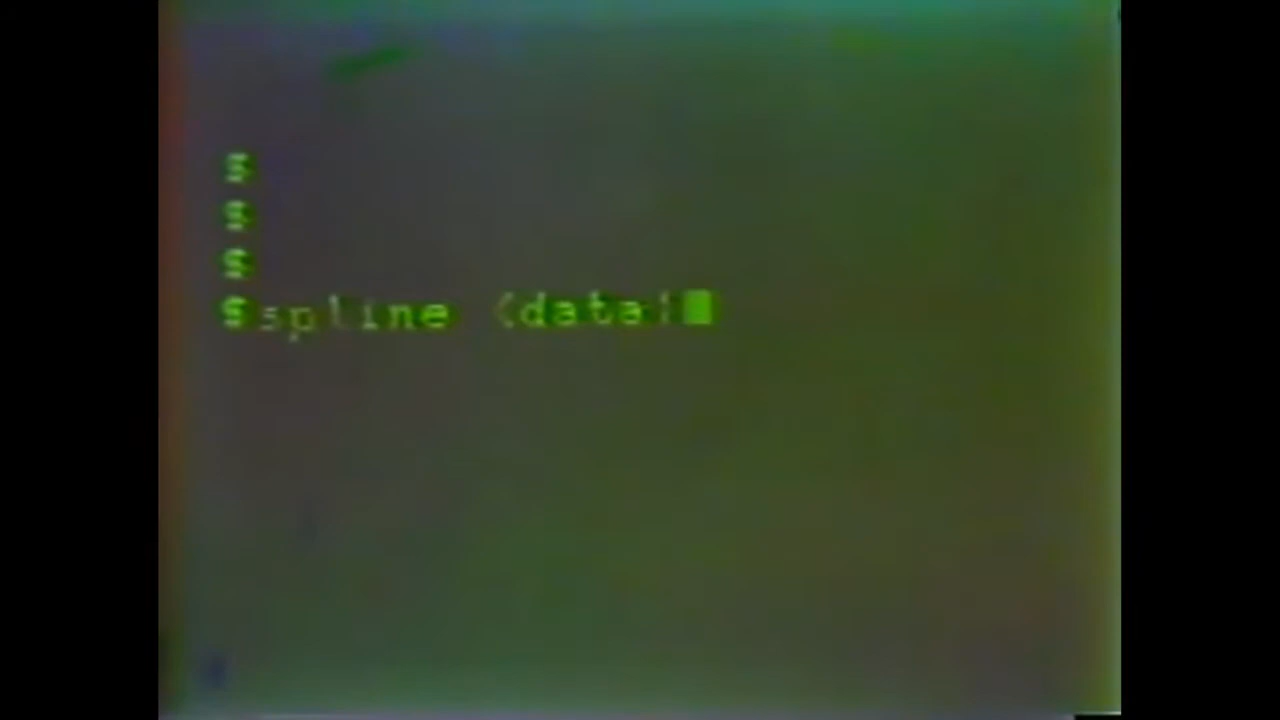 $
$
$
$spline <data|